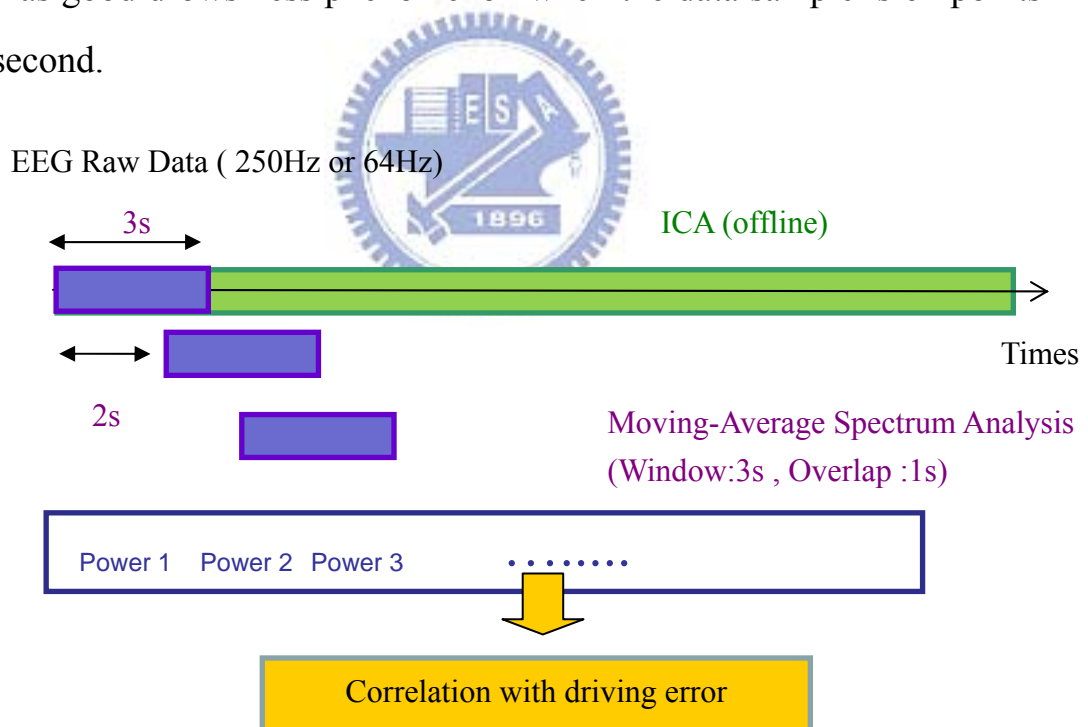 second.
EEG Raw Data ( 250Hz or 64Hz)
ESA
1896
3s
ICA (offline)
Times
2s
Moving-Average Spectrum Analysis
(Window:3s , Overlap :1s)
Power 1 Power 2 Power 3 ........
Correlation with driving error